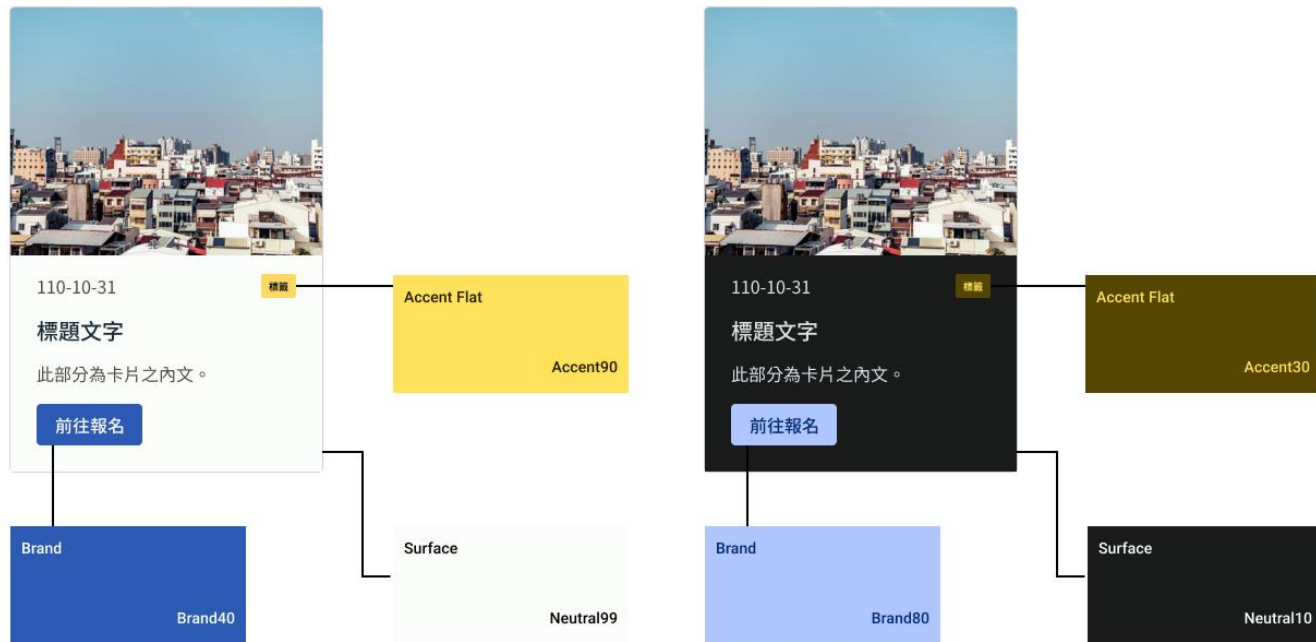 110-10-31
標籤
標題文字
此部分為卡片之內文。
前往報名
Accent Flat
Accent90
Brand
Brand40
Surface
Neutral99
110-10-31
標籤
標題文字
此部分為卡片之內文。
前往報名
Accent Flat
Accent30
Brand
Brand80
Surface
Neutral10